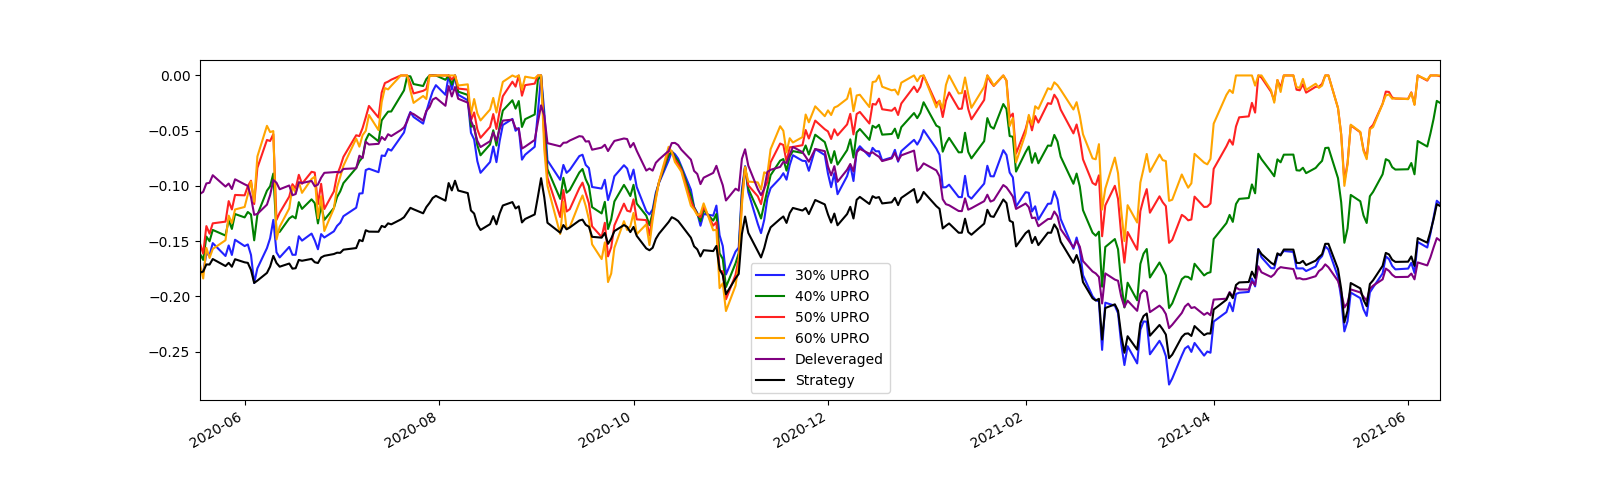 0.00
−0.05
−0.10
−0.15
−0.20
−0.25
30% UPRO
40% UPRO
50% UPRO
60% UPRO
Deleveraged
Strategy
2020-06
2020-08
2020-10
2020-12
2021-02
2021-04
2021-06